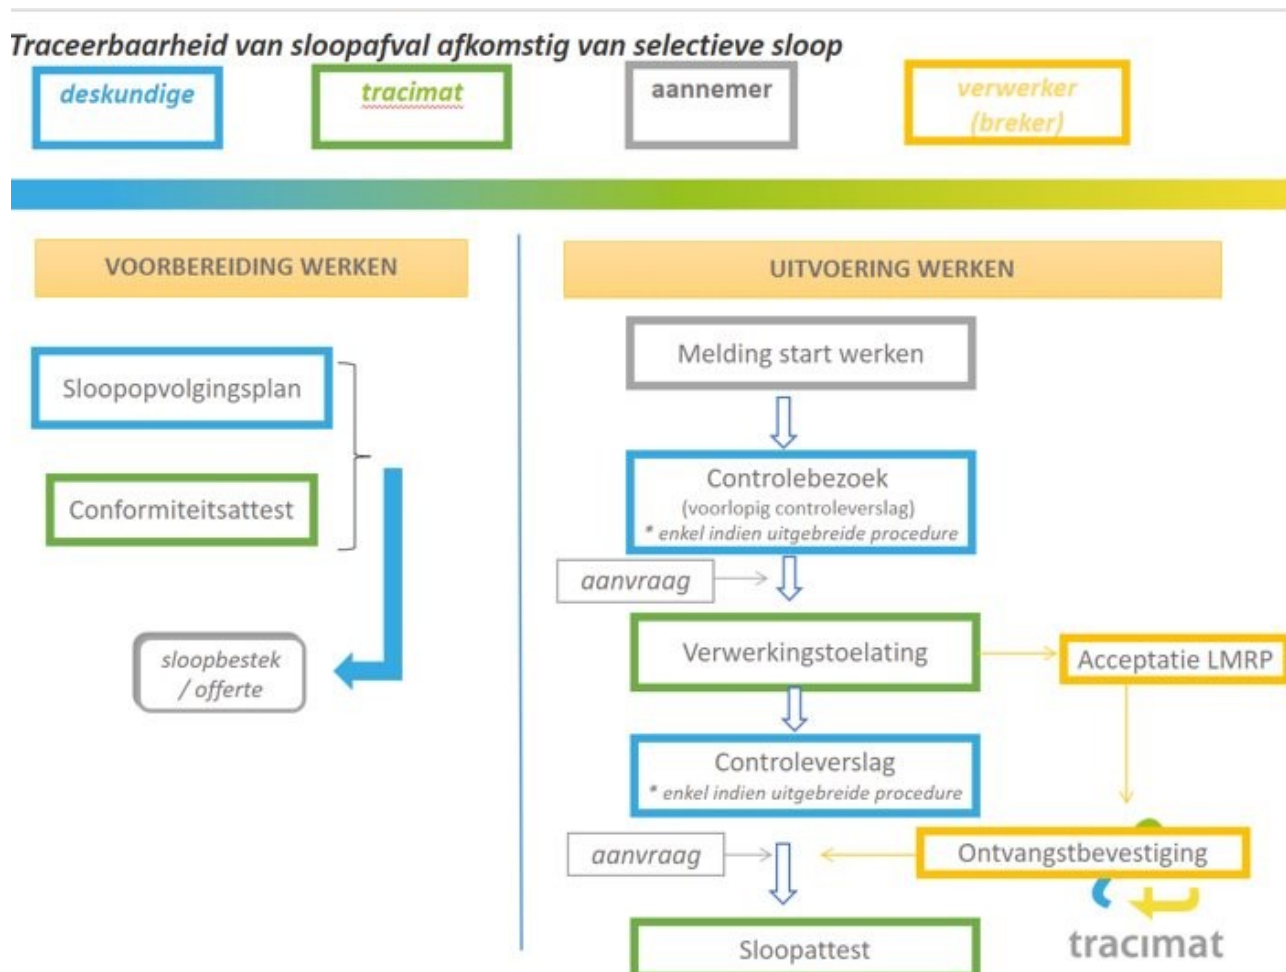 Traceerbaarheid van sloopafval afkomstig van selectieve sloop
deskundige
tracimat
aannemer
verwerker
(breker)
VOORBEREIDING WERKEN
UITVOERING WERKEN
Sloopopvolgingsplan
Conformiteitsattest
sloopbestek
/ offerte
Melding start werken
Controlebezoek
(voorlopig controleverslag)
* enkel indien uitgebreide procedure
aanvraag
Verwerkingstoelating
Acceptatie LMRP
Controleverslag
* enkel indien uitgebreide procedure
aanvraag
Ontvangstbevestiging
Sloopattest
tracimat